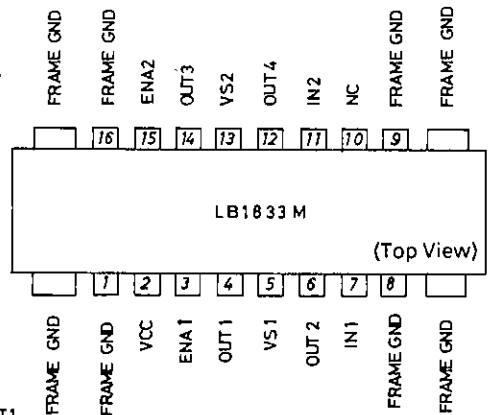 FRAME GND
FRAME GND
ENA2
OUT3
VS2
OUT4
IN2
NC
FRAME GND
FRAME GND
16 15 14 13 12 11 10 9
LB1833M
(Top View)
1 2 3 4 5 6 7 8
FRAME GND
FRAME GND
VCC
ENA1
OUT1
VS1
OUT2
IN1
FRAME GND
FRAME GND